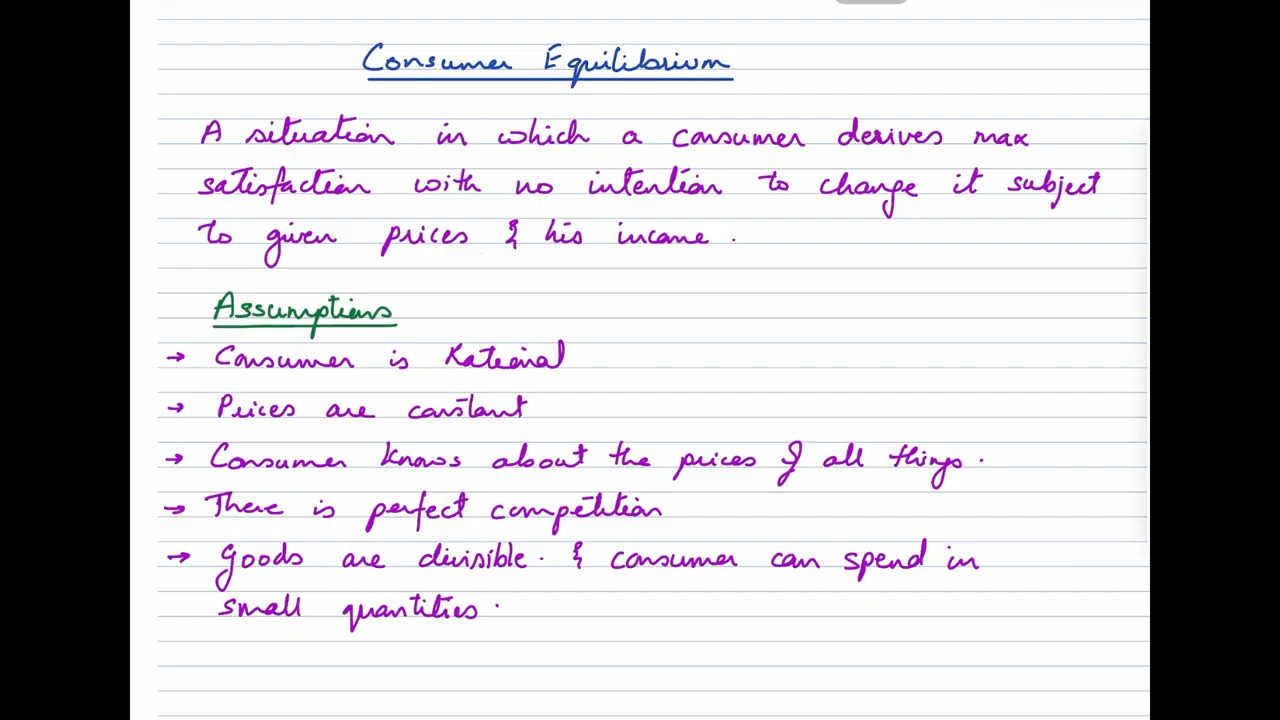 Consumer Equilibrium
A situation in which a consumer derives max
satisfaction with no intention to change it subject
to given prices & his income .
Assumptions
→ Consumer is Rational
→ Prices are constant
→ Consumer knows about the prices of all things .
→ There is perfect competition
→ Goods are divisible . & consumer can spend in
small quantities .